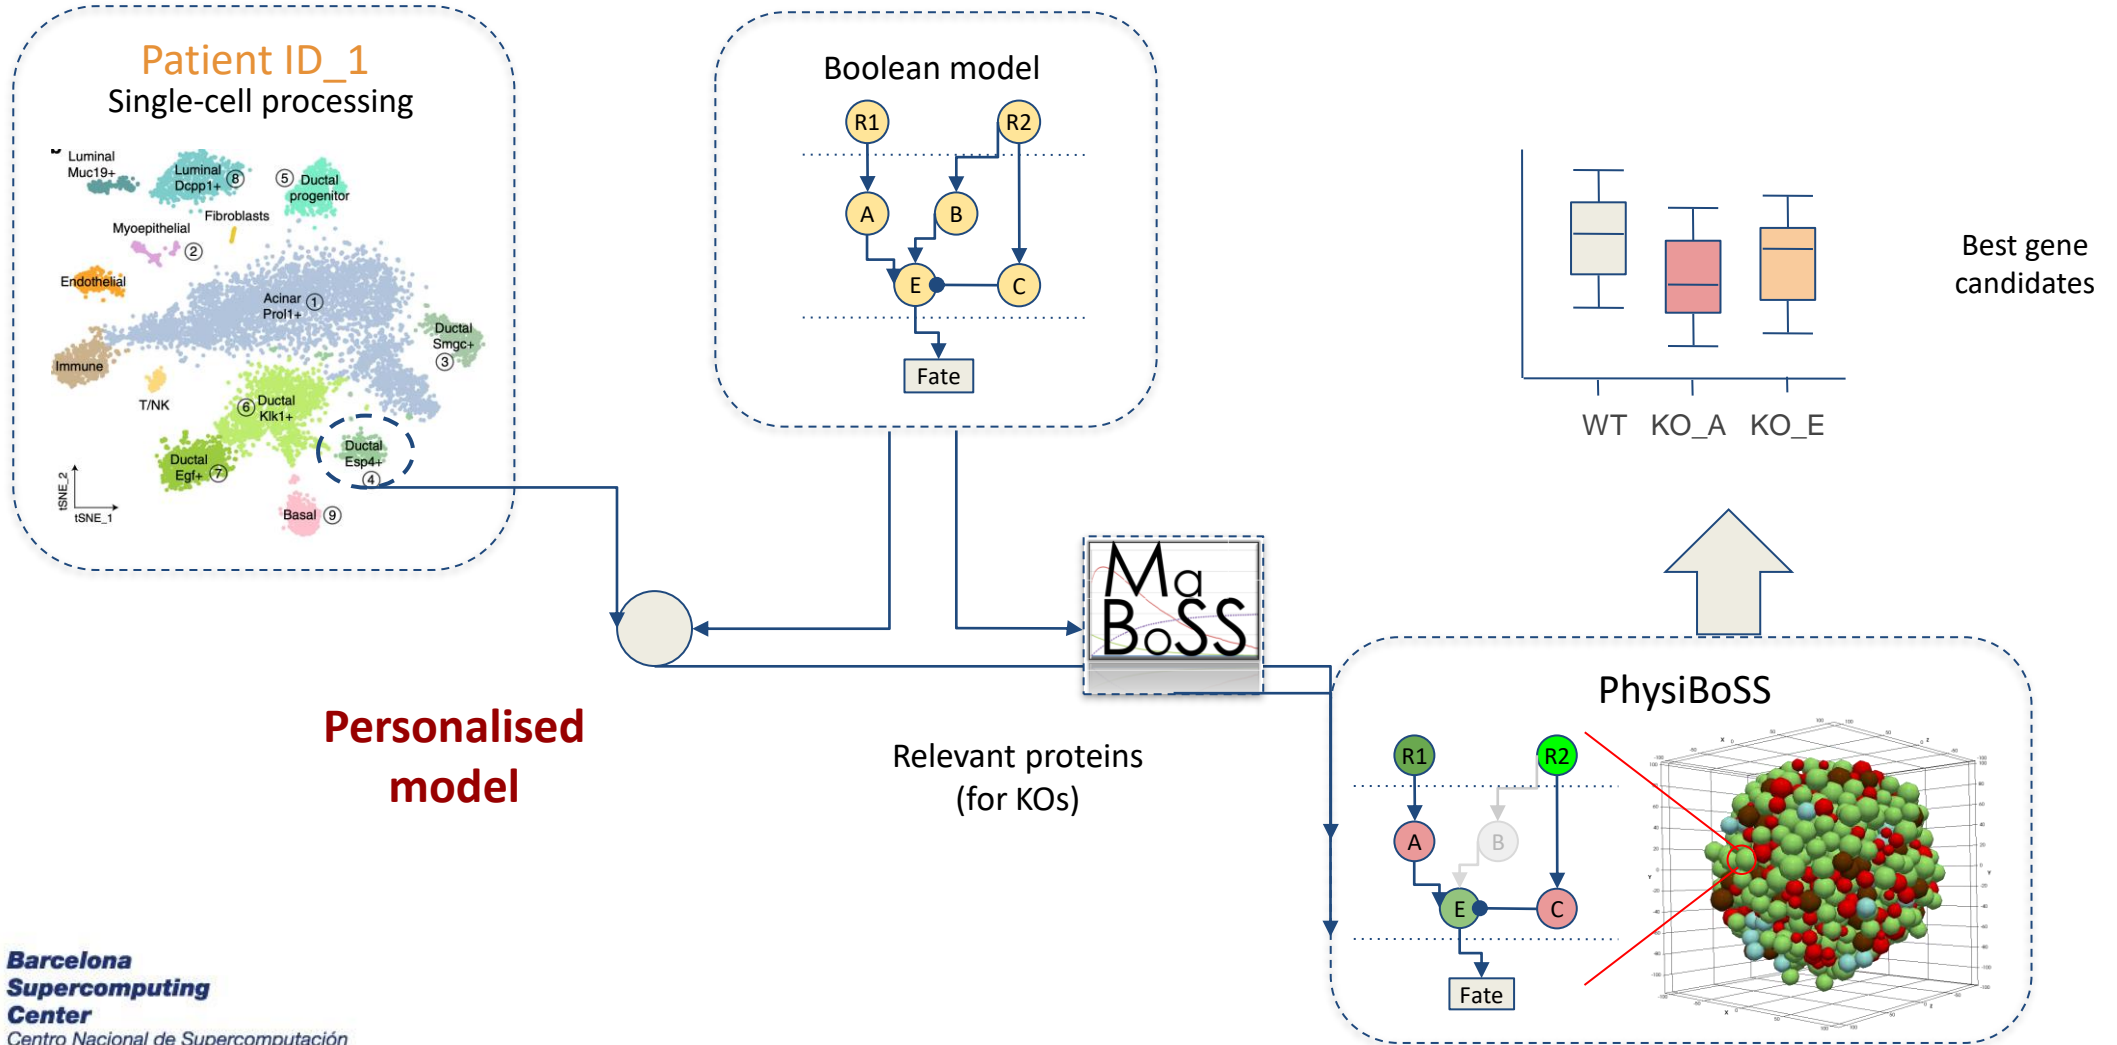 Patient ID_1
Single-cell processing
Luminal
Muc19+
Luminal
Dcpp1+
8
5
Ductal
progenitor
Fibroblasts
Myoepithelial
2
Endothelial
Acinar
Prol1+
1
Ductal
Smgc+
3
Immune
T/NK
6
Ductal
Klk1+
Ductal
Esp4+
4
Ductal
Egf+
7
Basal
9
tSNE_2
tSNE_1
Boolean model
R1
R2
A
B
E
C
Fate
Best gene
candidates
WT
KO_A
KO_E
Ma
BoSS
Personalised
model
Relevant proteins
(for KOs)
PhysiBoSS
R1
R2
A
B
E
C
Fate
Barcelona
Supercomputing
Center
Centro Nacional de Supercomputación